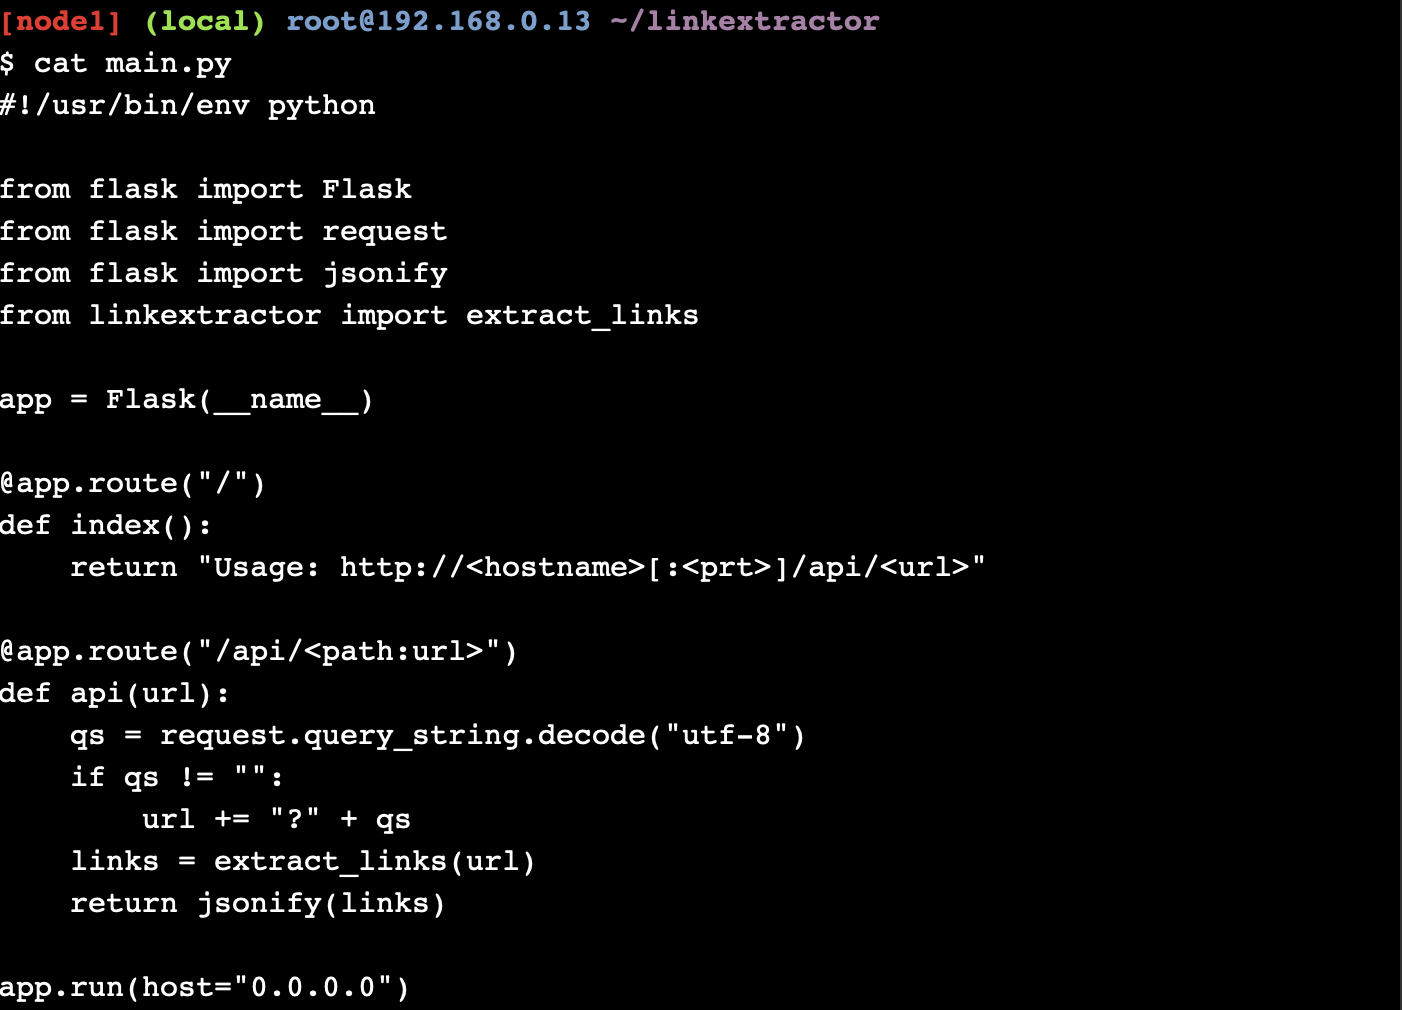 [node1] (local) root@192.168.0.13 ~/linkextractor
$ cat main.py
#!/usr/bin/env python

from flask import Flask
from flask import request
from flask import jsonify
from linkextractor import extract_links

app = Flask(__name__)

@app.route("/")
def index():
    return "Usage: http://<hostname>[:<prt>]/api/<url>"

@app.route("/api/<path:url>")
def api(url):
    qs = request.query_string.decode("utf-8")
    if qs != "":
        url += "?" + qs
    links = extract_links(url)
    return jsonify(links)

app.run(host="0.0.0.0")